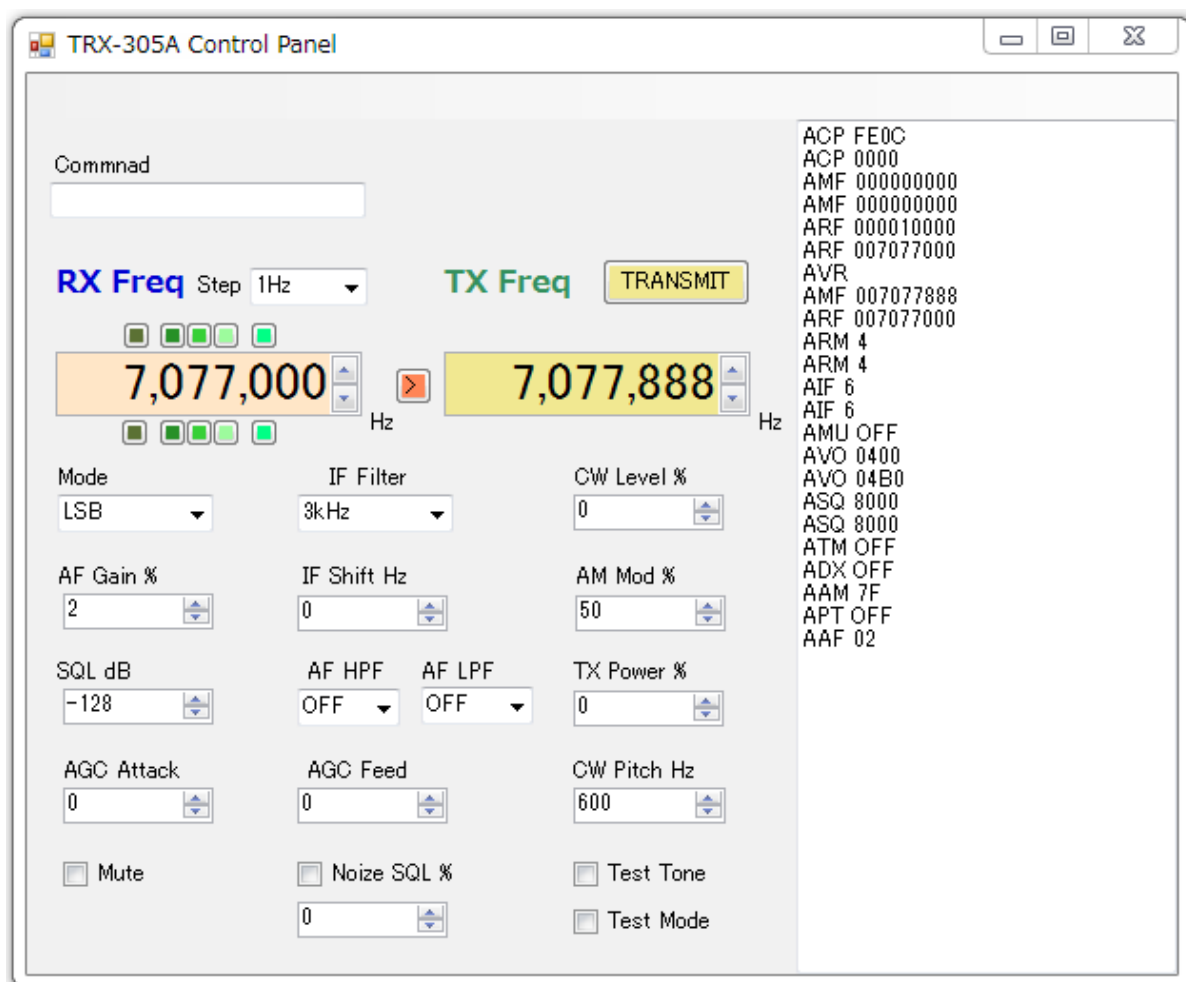 TRX-305A Control Panel
Commnad
RX Freq Step 1Hz TX Freq TRANSMIT
7,077,000 Hz > 7,077,888 Hz
Mode IF Filter CW Level %
LSB 3kHz 0
AF Gain % IF Shift Hz AM Mod %
2 0 50
SQL dB AF HPF AF LPF TX Power %
-128 OFF OFF 0
AGC Attack AGC Feed CW Pitch Hz
0 0 600
Mute Noize SQL % Test Tone
0 Test Mode
ACP FE0C
ACP 0000
AMF 000000000
AMF 000000000
ARF 000010000
ARF 007077000
AVR
AMF 007077888
ARF 007077000
ARM 4
ARM 4
AIF 6
AIF 6
AMU OFF
AVO 0400
AVO 04B0
ASQ 8000
ASQ 8000
ATM OFF
ADX OFF
AAM 7F
APT OFF
AAF 02